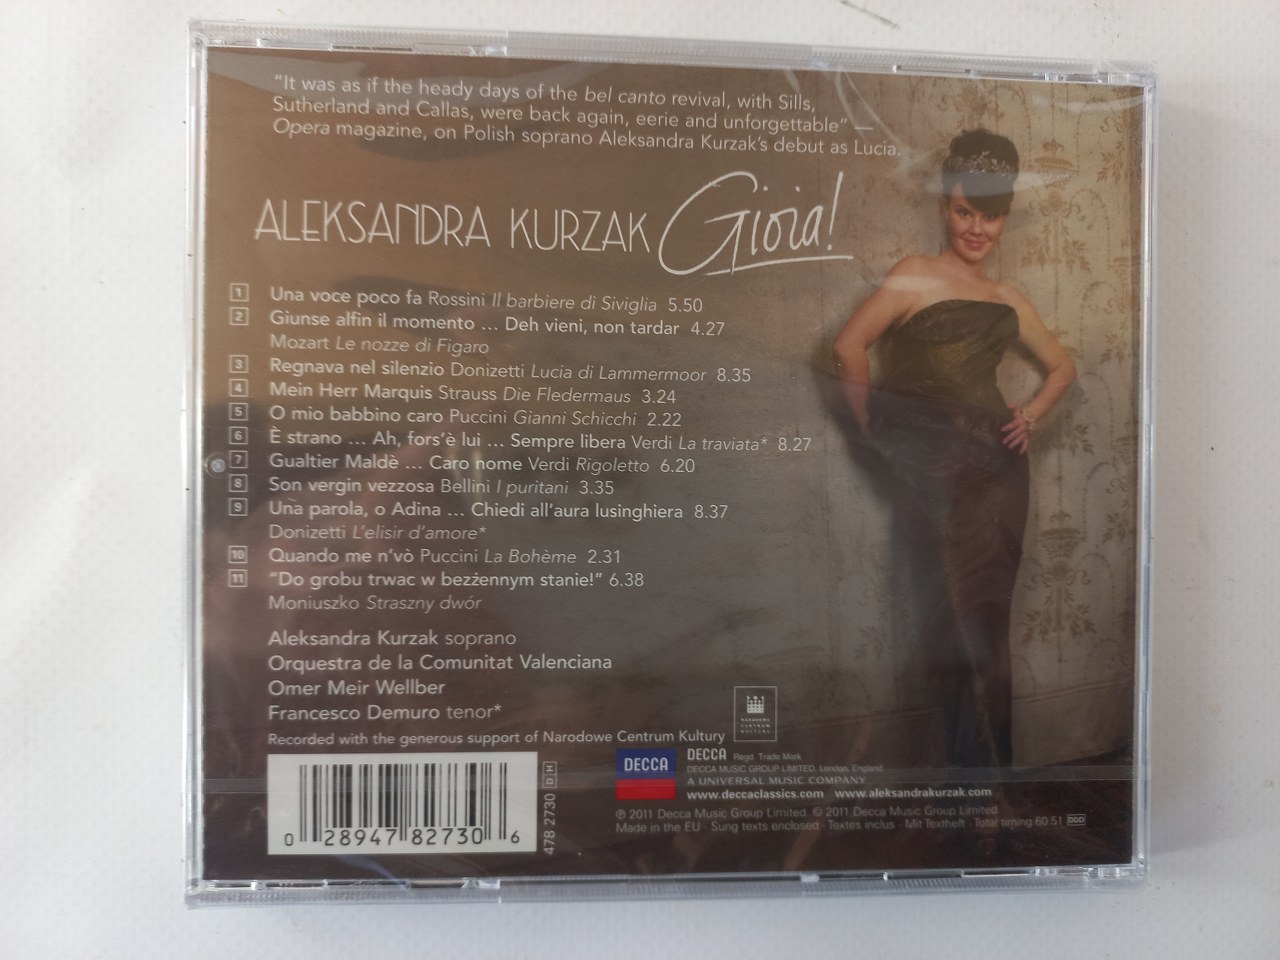 "It was as if the heady days of the bel canto revival, with Sills,
Sutherland and Callas, were back again, eerie and unforgettable" —
Opera magazine, on Polish soprano Aleksandra Kurzak's debut as Lucia.
ALEKSANDRA KURZAK Gioia!
1 Una voce poco fa Rossini Il barbiere di Siviglia 5.50
2 Giunse alfin il momento ... Deh vieni, non tardar 4.27
Mozart Le nozze di Figaro
3 Regnava nel silenzio Donizetti Lucia di Lammermoor 8.35
4 Mein Herr Marquis Strauss Die Fledermaus 3.24
5 O mio babbino caro Puccini Gianni Schicchi 2.22
6 È strano ... Ah, fors'è lui ... Sempre libera Verdi La traviata* 8.27
7 Gualtier Maldè ... Caro nome Verdi Rigoletto 6.20
8 Son vergin vezzosa Bellini I puritani 3.35
9 Una parola, o Adina ... Chiedi all'aura lusinghiera 8.37
Donizetti L'elisir d'amore*
10 Quando me n'vò Puccini La Bohème 2.31
11 "Do grobu trwac w bezżennym stanie!" 6.38
Moniuszko Straszny dwór
Aleksandra Kurzak soprano
Orquestra de la Comunitat Valenciana
Omer Meir Wellber
Francesco Demuro tenor*
Recorded with the generous support of Narodowe Centrum Kultury
NARODOWE
CENTRUM
KULTURY
0 28947 82730 6
478 2730 DH
DECCA
DECCA Regd. Trade Mark
DECCA MUSIC GROUP LIMITED, London, England
A UNIVERSAL MUSIC COMPANY
www.deccaclassics.com www.aleksandrakurzak.com
℗ 2011 Decca Music Group Limited. © 2011 Decca Music Group Limited
Made in the EU · Sung texts enclosed · Textes inclus · Mit Textheft · Total timing 60.51 DDD